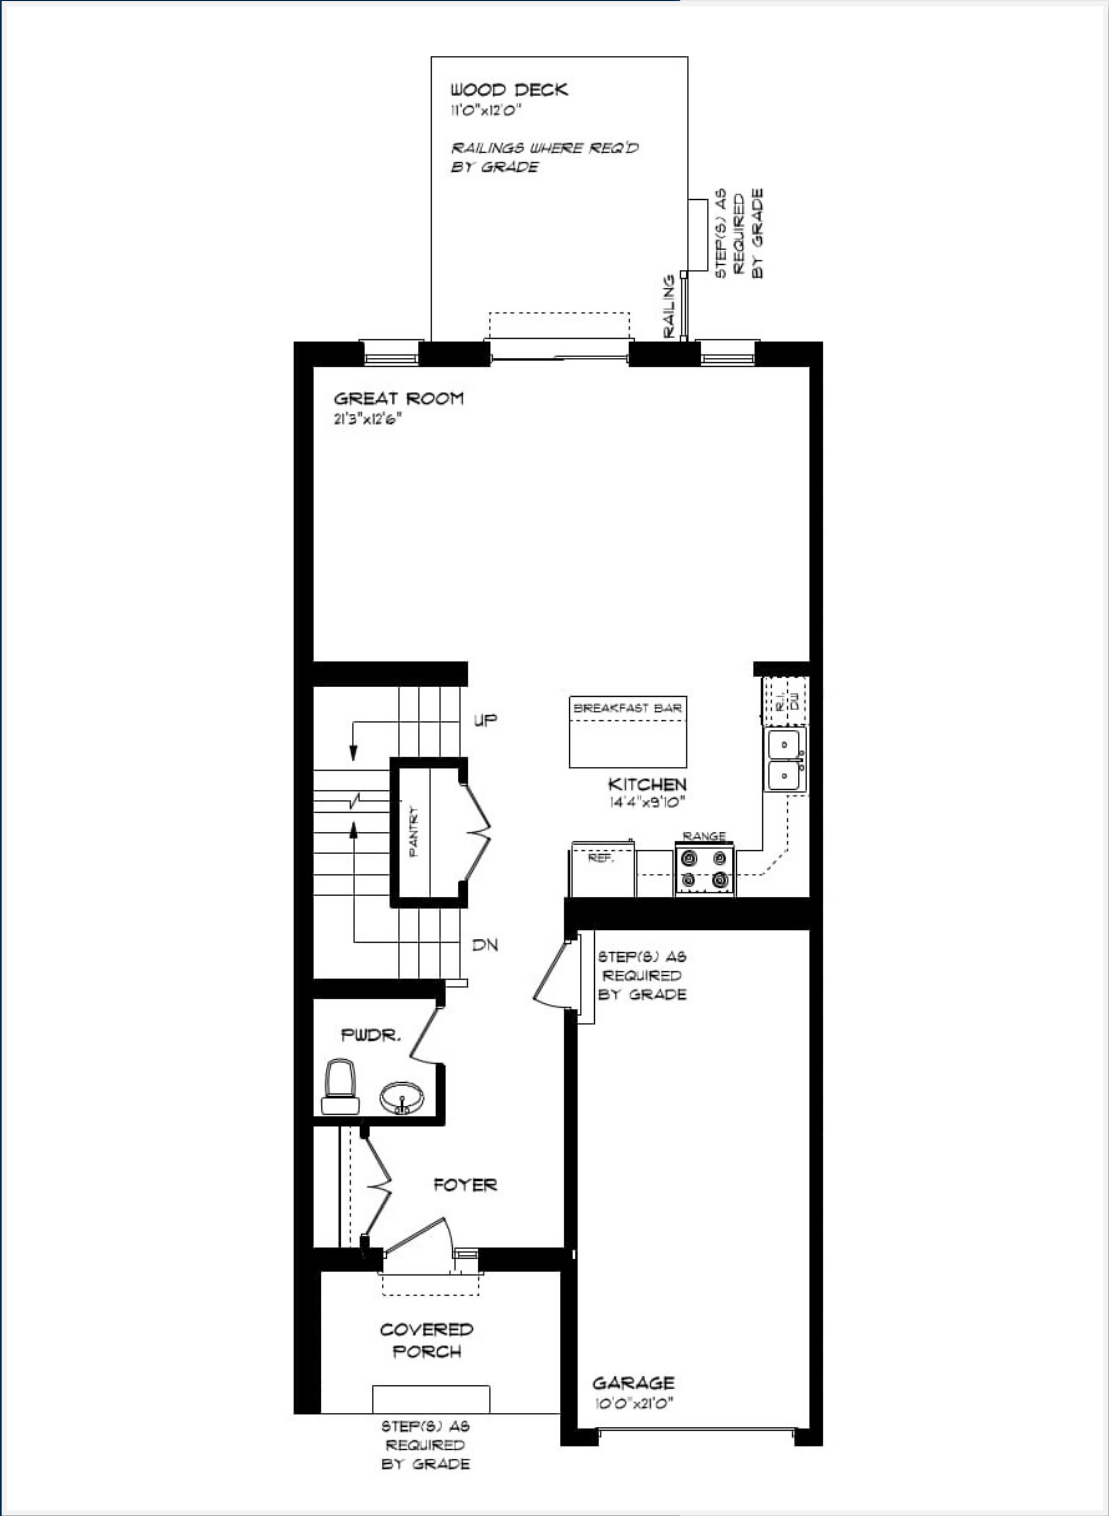 WOOD DECK
11'0"x12'0"
RAILINGS WHERE REQ'D
BY GRADE
STEP(S) AS
REQUIRED
BY GRADE
RAILING
GREAT ROOM
21'3"x12'6"
UP
BREAKFAST BAR
R.I.
DW
KITCHEN
14'4"x9'10"
PANTRY
RANGE
REF.
DN
STEP(S) AS
REQUIRED
BY GRADE
PWDR.
FOYER
COVERED
PORCH
GARAGE
10'0"x21'0"
STEP(S) AS
REQUIRED
BY GRADE